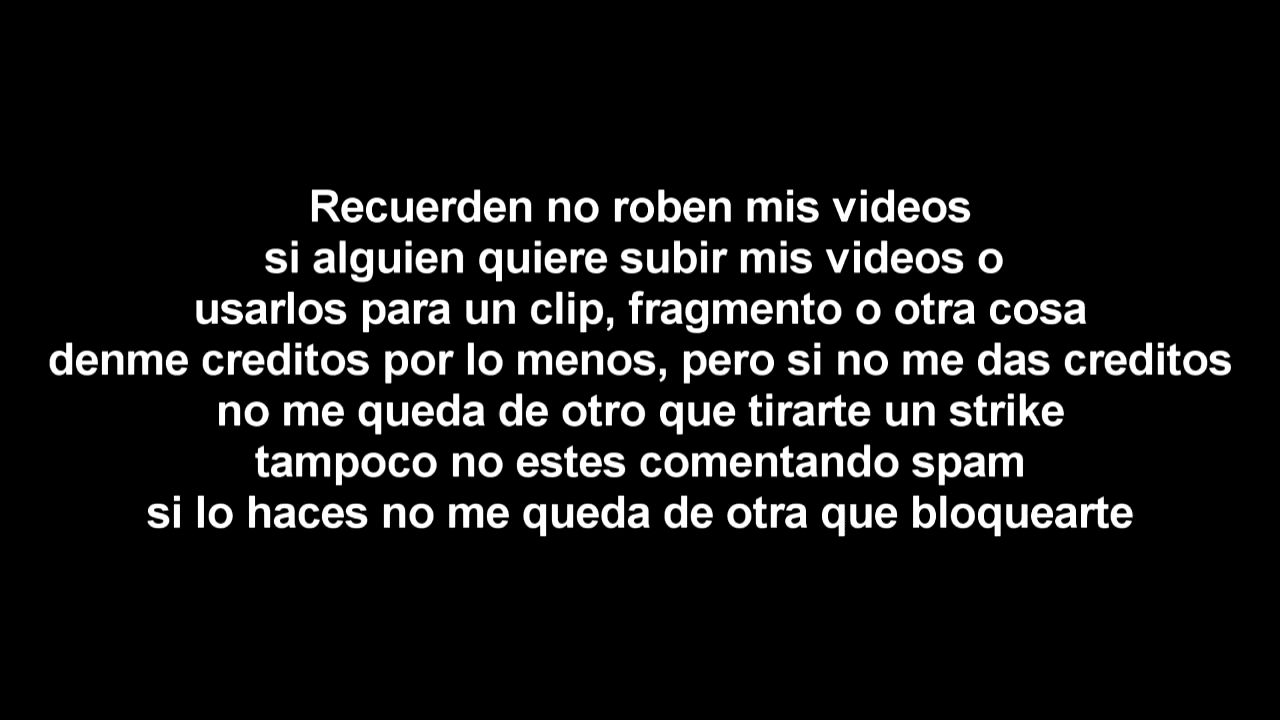 Recuerden no roben mis videos
si alguien quiere subir mis videos o
usarlos para un clip, fragmento o otra cosa
denme creditos por lo menos, pero si no me das creditos
no me queda de otro que tirarte un strike
tampoco no estes comentando spam
si lo haces no me queda de otra que bloquearte